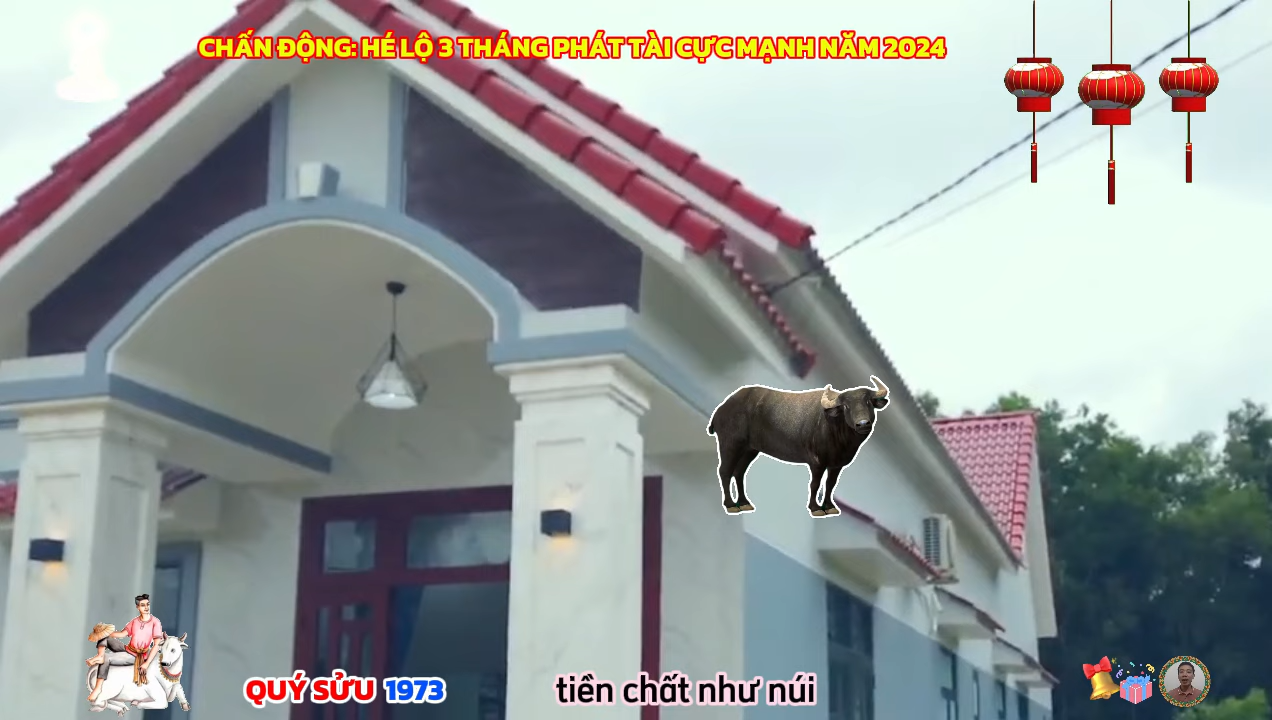 CHẤN ĐỘNG: HÉ LỘ 3 THÁNG PHÁT TÀI CỰC MẠNH NĂM 2024
QUÝ SỬU 1973
tiền chất như núi